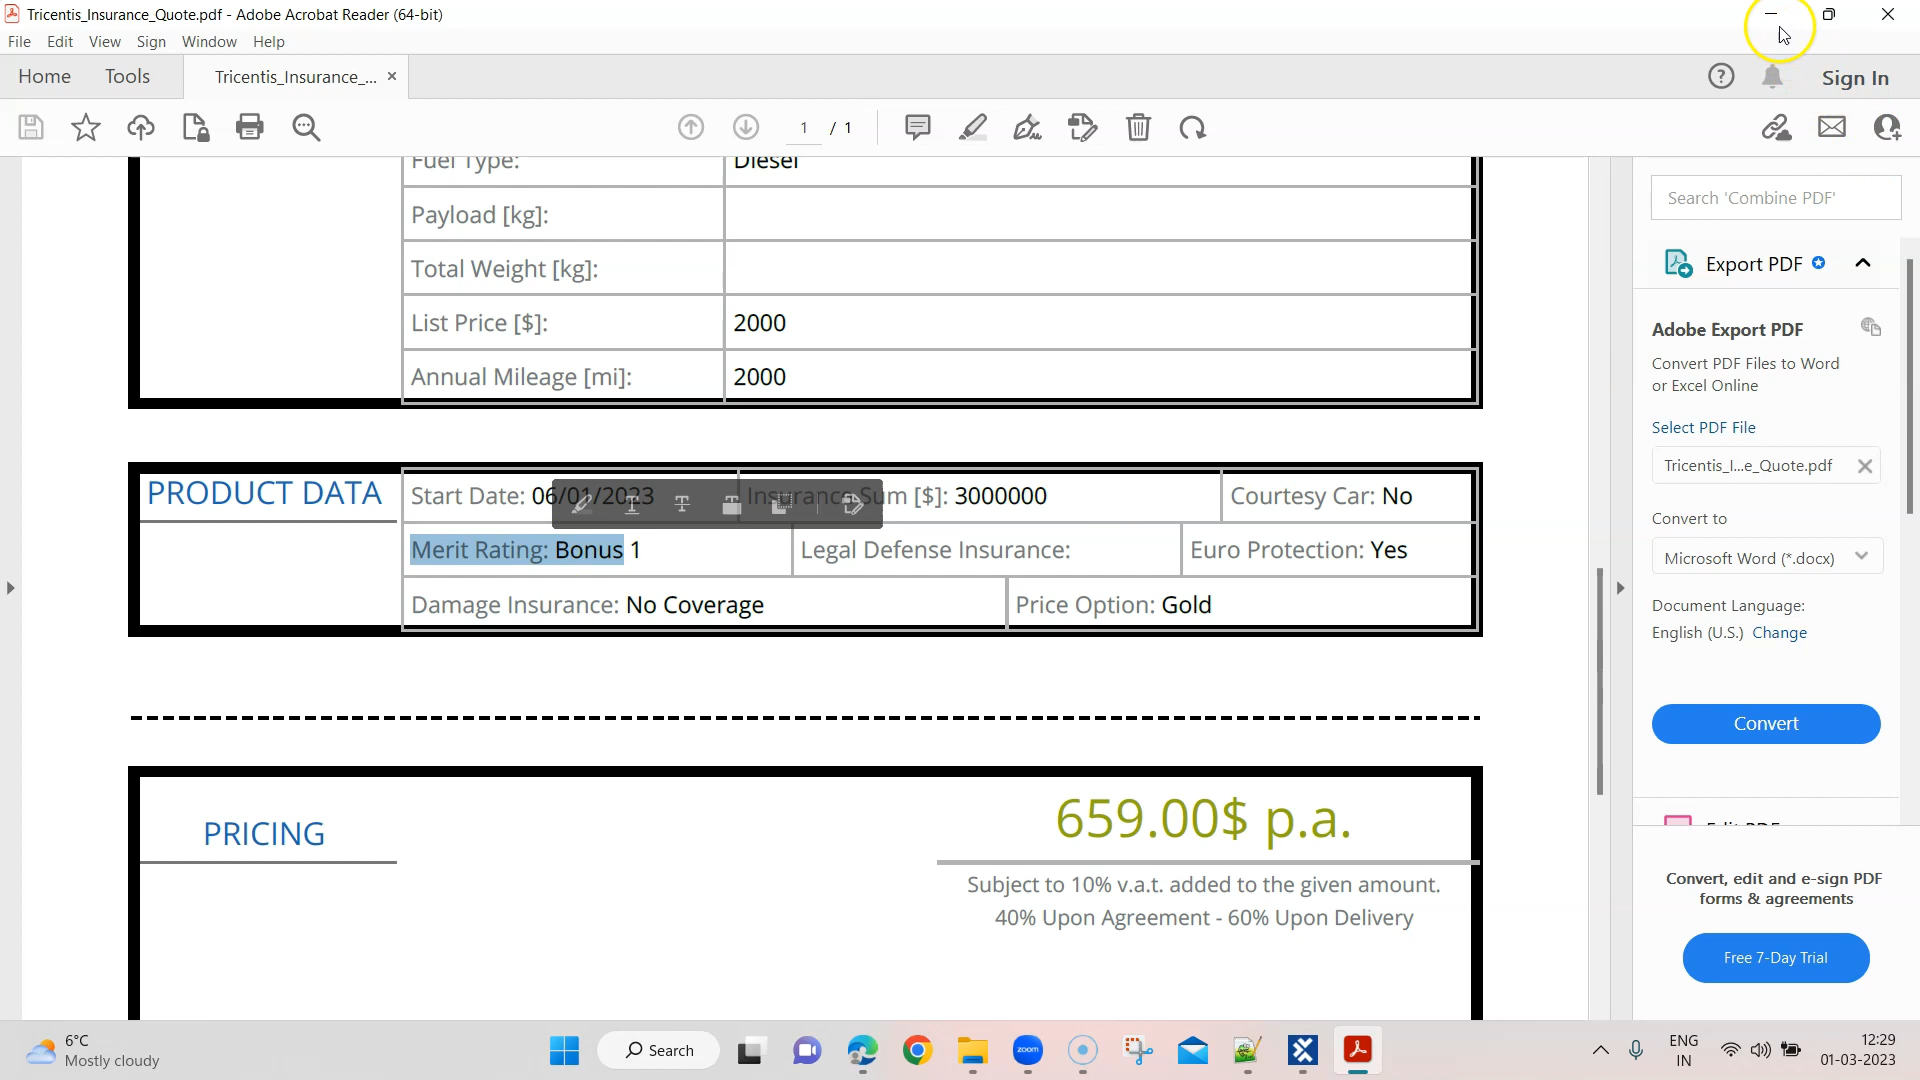 Tricentis_Insurance_Quote.pdf - Adobe Acrobat Reader (64-bit)
File Edit View Sign Window Help
Home Tools Tricentis_Insurance_... × Sign In
1 / 1
Fuel Type: Diesel
Payload [kg]:
Total Weight [kg]:
List Price [$]: 2000
Annual Mileage [mi]: 2000
PRODUCT DATA Start Date: 06/01/2023 Insurance Sum [$]: 3000000 Courtesy Car: No
Merit Rating: Bonus 1 Legal Defense Insurance: Euro Protection: Yes
Damage Insurance: No Coverage Price Option: Gold
PRICING
659.00$ p.a.
Subject to 10% v.a.t. added to the given amount.
40% Upon Agreement - 60% Upon Delivery
Search 'Combine PDF'
Export PDF
Adobe Export PDF
Convert PDF Files to Word
or Excel Online
Select PDF File
Tricentis_I...e_Quote.pdf
Convert to
Microsoft Word (*.docx)
Document Language:
English (U.S.) Change
Convert
Edit PDF
Convert, edit and e-sign PDF
forms & agreements
Free 7-Day Trial
6°C
Mostly cloudy
Search
zoom
ENG
IN
12:29
01-03-2023